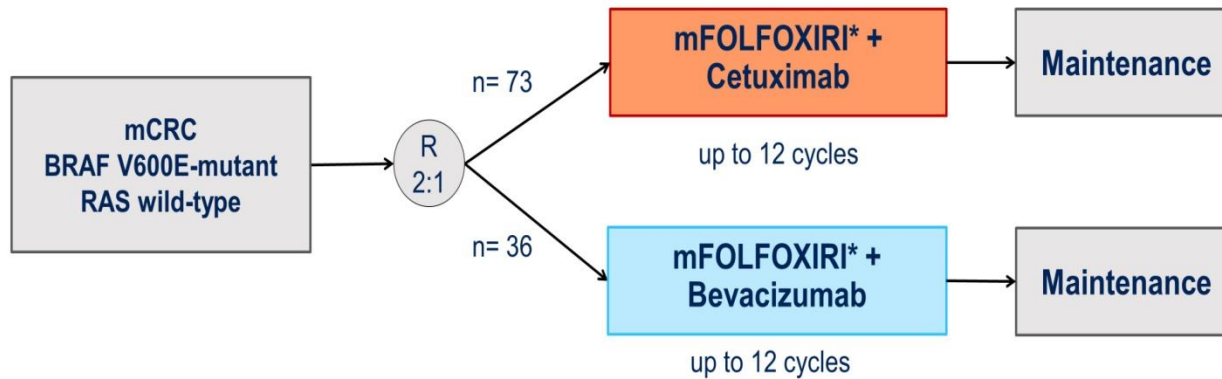 mCRC
BRAF V600E-mutant
RAS wild-type
R
2:1
n= 73
mFOLFOXIRI* +
Cetuximab
up to 12 cycles
Maintenance
n= 36
mFOLFOXIRI* +
Bevacizumab
up to 12 cycles
Maintenance